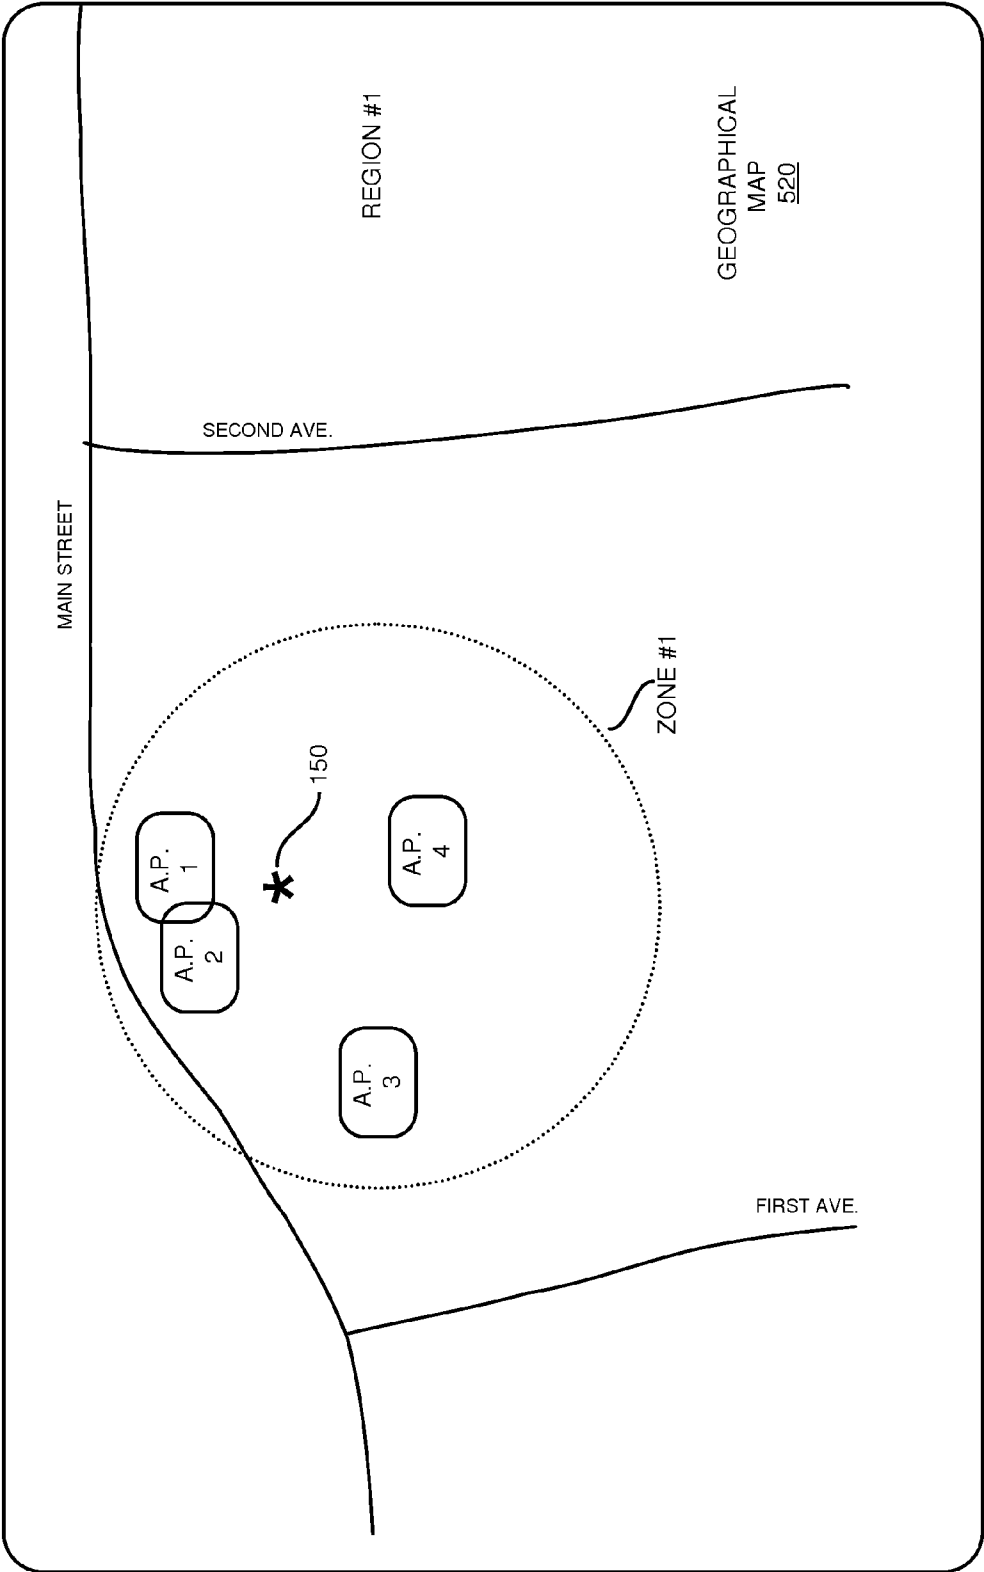 MAIN STREET
SECOND AVE.
REGION #1
GEOGRAPHICAL
MAP
520
A.P.
1
A.P.
2
150
A.P.
3
A.P.
4
ZONE #1
FIRST AVE.